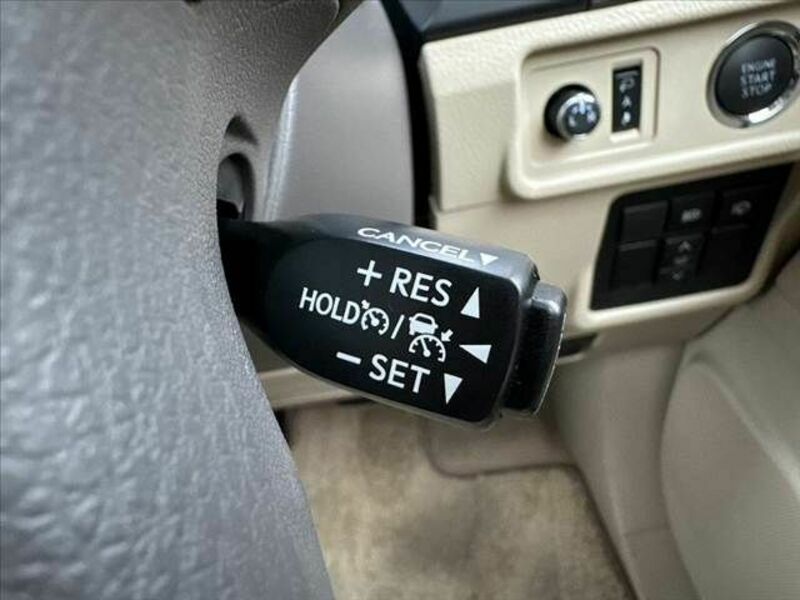 CANCEL▼
+ RES ▲
HOLD /
− SET ▼
ENGINE
START
STOP